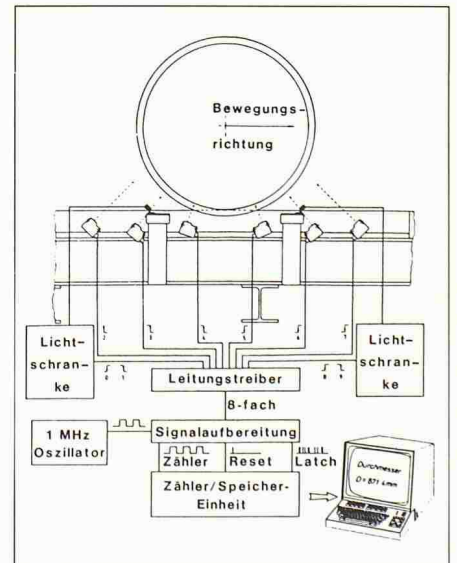 Bewegungs-
richtung
Licht-
schran-
ke
Licht-
schran-
ke
Leitungstreiber
8-fach
1 MHz
Oszillator
Signalaufbereitung
Zähler Reset Latch
Zähler/Speicher-
Einheit
Durchmesser